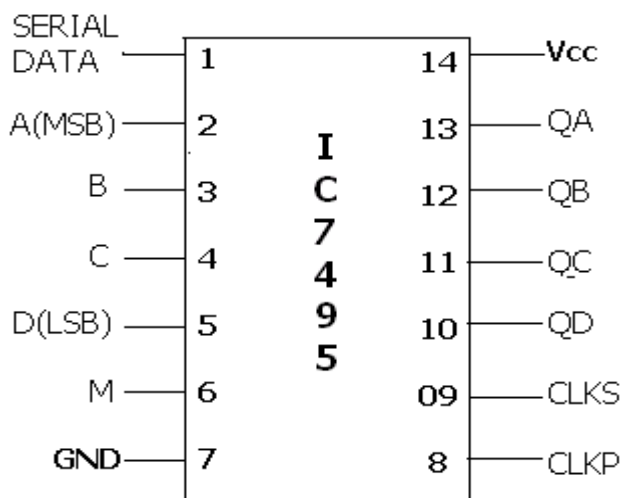 SERIAL
DATA
1
14
Vcc
A(MSB)
2
13
QA
B
3
12
QB
C
4
11
QC
D(LSB)
5
10
QD
M
6
09
CLKS
GND
7
8
CLKP
I
C
7
4
9
5